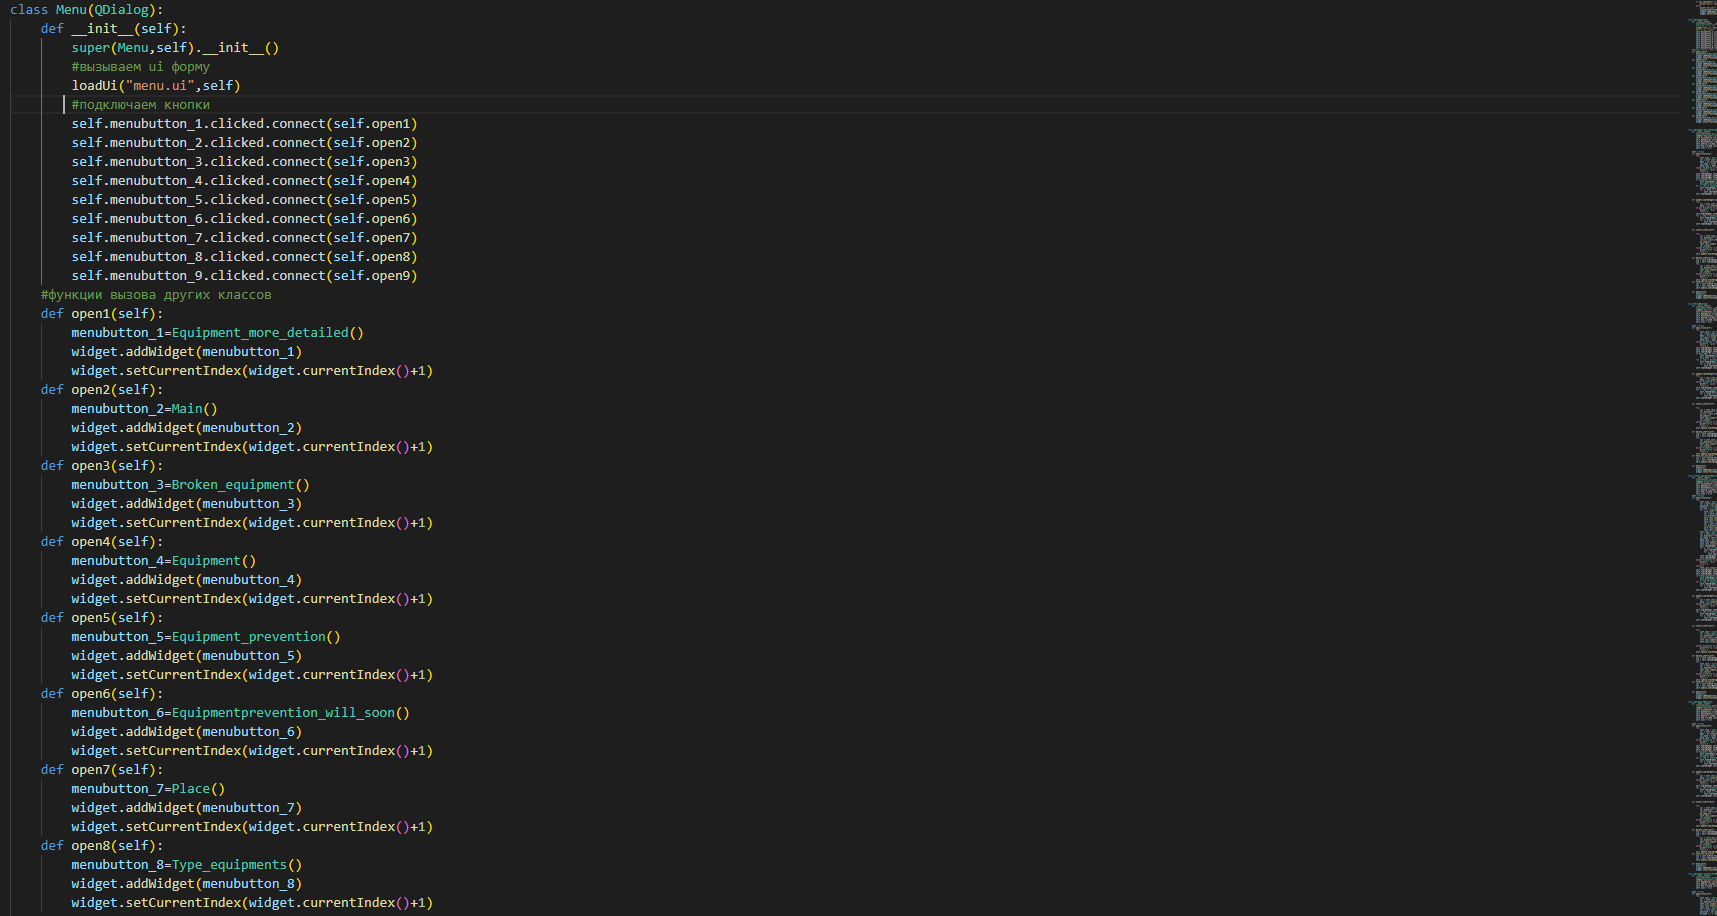 class Menu(QDialog):
    def __init__(self):
        super(Menu,self).__init__()
        #вызываем ui форму
        loadUi("menu.ui",self)
        #подключаем кнопки
        self.menubutton_1.clicked.connect(self.open1)
        self.menubutton_2.clicked.connect(self.open2)
        self.menubutton_3.clicked.connect(self.open3)
        self.menubutton_4.clicked.connect(self.open4)
        self.menubutton_5.clicked.connect(self.open5)
        self.menubutton_6.clicked.connect(self.open6)
        self.menubutton_7.clicked.connect(self.open7)
        self.menubutton_8.clicked.connect(self.open8)
        self.menubutton_9.clicked.connect(self.open9)
    #функции вызова других классов
    def open1(self):
        menubutton_1=Equipment_more_detailed()
        widget.addWidget(menubutton_1)
        widget.setCurrentIndex(widget.currentIndex()+1)
    def open2(self):
        menubutton_2=Main()
        widget.addWidget(menubutton_2)
        widget.setCurrentIndex(widget.currentIndex()+1)
    def open3(self):
        menubutton_3=Broken_equipment()
        widget.addWidget(menubutton_3)
        widget.setCurrentIndex(widget.currentIndex()+1)
    def open4(self):
        menubutton_4=Equipment()
        widget.addWidget(menubutton_4)
        widget.setCurrentIndex(widget.currentIndex()+1)
    def open5(self):
        menubutton_5=Equipment_prevention()
        widget.addWidget(menubutton_5)
        widget.setCurrentIndex(widget.currentIndex()+1)
    def open6(self):
        menubutton_6=Equipmentprevention_will_soon()
        widget.addWidget(menubutton_6)
        widget.setCurrentIndex(widget.currentIndex()+1)
    def open7(self):
        menubutton_7=Place()
        widget.addWidget(menubutton_7)
        widget.setCurrentIndex(widget.currentIndex()+1)
    def open8(self):
        menubutton_8=Type_equipments()
        widget.addWidget(menubutton_8)
        widget.setCurrentIndex(widget.currentIndex()+1)